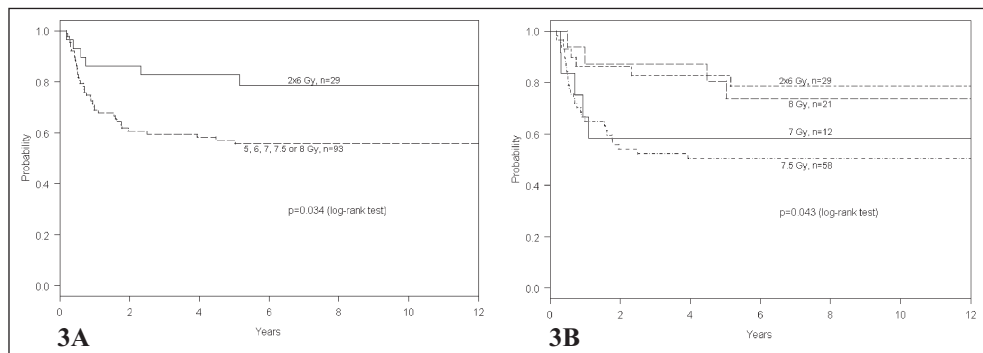 1.0
0.8
0.6
0.4
0.2
0.0
Probability
2x6 Gy, n=29
5, 6, 7, 7.5 or 8 Gy, n=93
p=0.034 (log-rank test)
0 2 4 6 8 10 12
Years
3A
1.0
0.8
0.6
0.4
0.2
0.0
Probability
2x6 Gy, n=29
8 Gy, n=21
7 Gy, n=12
7.5 Gy, n=58
p=0.043 (log-rank test)
0 2 4 6 8 10 12
Years
3B